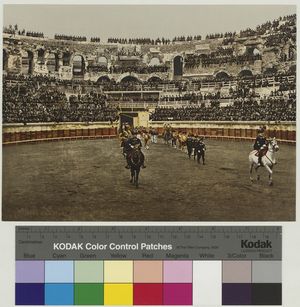 KODAK Color Control Patches
Kodak
Blue Cyan Green Yellow Red Magenta White 3/Color Black